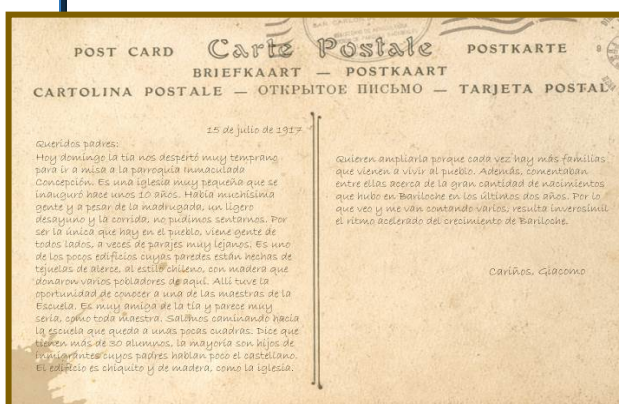 POST CARD Carte Postale POSTKARTE
BRIEFKAART — POSTKAART
CARTOLINA POSTALE — ОТКРЫТОЕ ПИСЬМО — TARJETA POSTAL
15 de julio de 1917
Queridos padres:
Hoy domingo la tía nos despertó muy temprano
para ir a misa a la parroquia Inmaculada
Concepción. Es una iglesia muy pequeña que se
inauguró hace unos 10 años. Había muchísima
gente y a pesar de la madrugada, un ligero
desayuno y la corrida, no pudimos sentarnos. Por
ser la única que hay en el pueblo, viene gente de
todos lados, a veces de parajes muy lejanos. Es uno
de los pocos edificios cuyas paredes están hechas de
tejuelas de alerce, al estilo chileno, con madera que
donaron varios pobladores de aquí. Allí tuve la
oportunidad de conocer a una de las maestras de la
Escuela. Es muy amiga de la tía y parece muy
seria, como toda maestra. Salimos caminando hacia
la escuela que queda a unas pocas cuadras. Dice que
tienen más de 30 alumnos, la mayoría son hijos de
inmigrantes cuyos padres hablan poco el castellano.
El edificio es chiquito y de madera, como la iglesia.
Quieren ampliarla porque cada vez hay más familias
que vienen a vivir al pueblo. Además, comentaban
entre ellas acerca de la gran cantidad de nacimientos
que hubo en Bariloche en los últimos dos años. Por lo
que veo y me van contando varios, resulta inverosímil
el ritmo acelerado del crecimiento de Bariloche.
Cariños, Giacomo